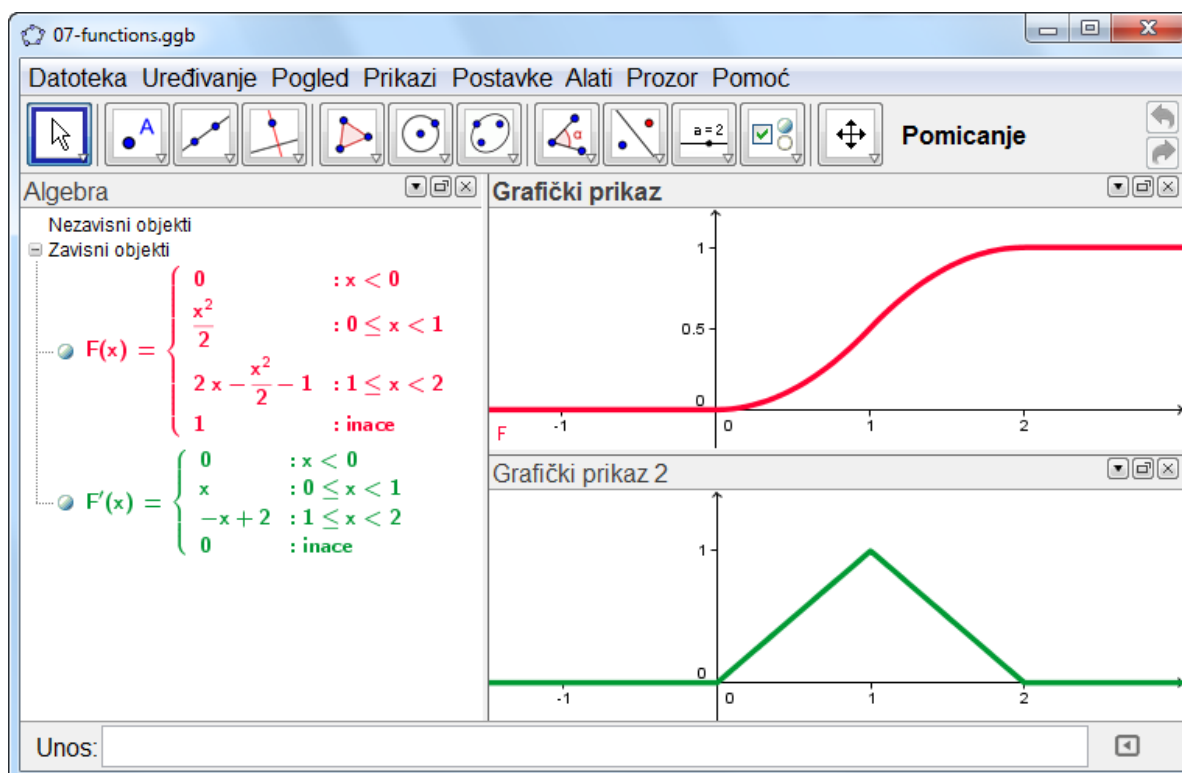 07-functions.ggb
Datoteka Uređivanje Pogled Prikazi Postavke Alati Prozor Pomoć
A α a = 2 Pomicanje
Algebra
Nezavisni objekti
Zavisni objekti
F(x) =
0 : x < 0
x²/2 : 0 ≤ x < 1
2 x − x²/2 − 1 : 1 ≤ x < 2
1 : inace
F′(x) =
0 : x < 0
x : 0 ≤ x < 1
−x + 2 : 1 ≤ x < 2
0 : inace
Grafički prikaz
1
0.5
0
-1 0 1 2
F
Grafički prikaz 2
1
0
-1 0 1 2
Unos: